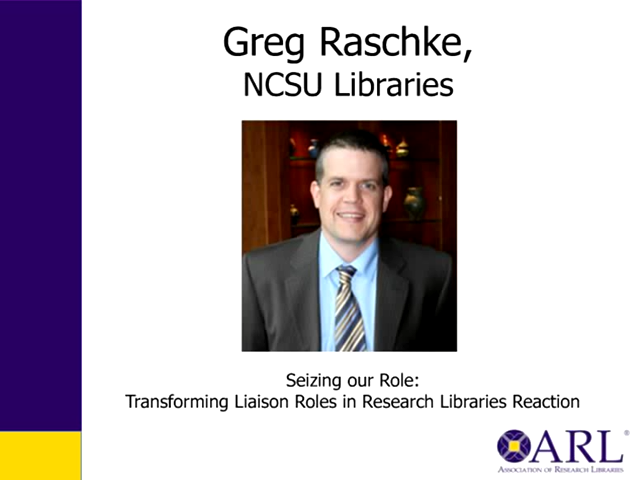 Greg Raschke,
NCSU Libraries
Seizing our Role:
Transforming Liaison Roles in Research Libraries Reaction
ARL®
ASSOCIATION OF RESEARCH LIBRARIES